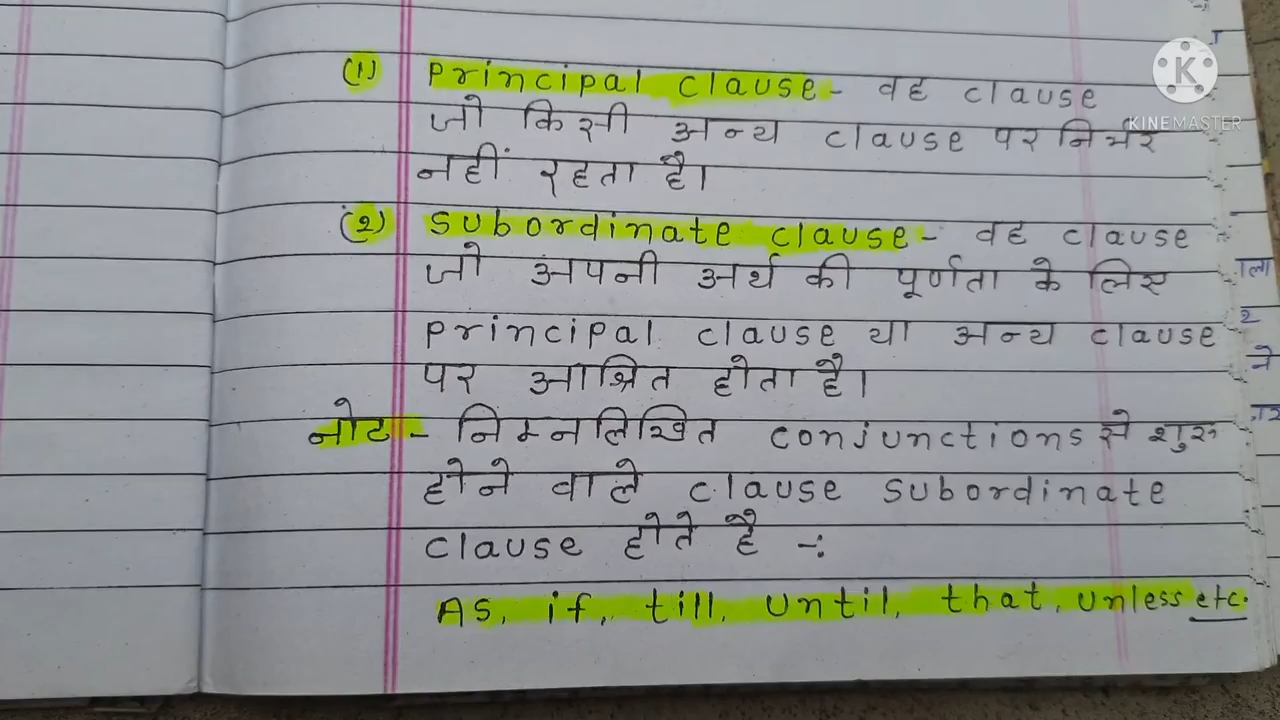 (1) Principal clause - वह clause
जो किसी अन्य clause पर निर्भर
नहीं रहता है।
(2) Subordinate clause - वह clause
जो अपनी अर्थ की पूर्णता के लिए
principal clause या अन्य clause
पर आश्रित होता है।
नोट - निम्नलिखित conjunctions से शुरू
होने वाले clause subordinate
clause होते है -:
As, if, till, until, that, unless etc.
K
KINEMASTER
ला
2
ने